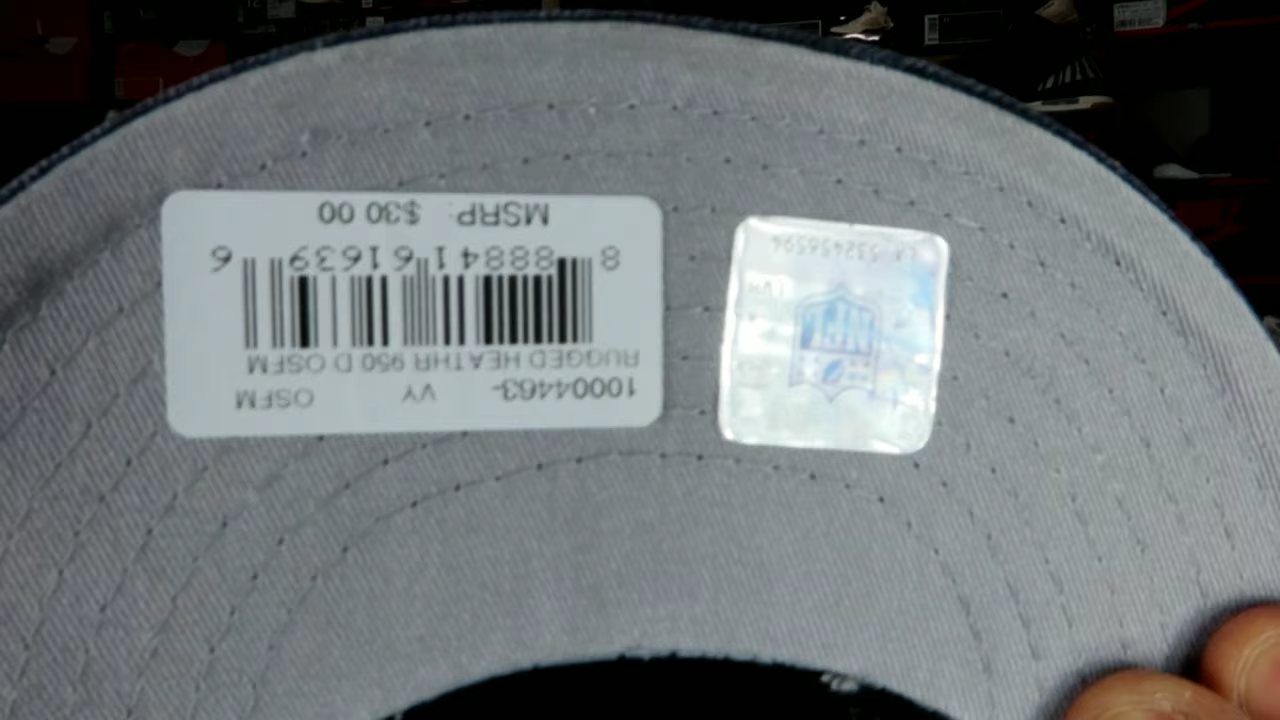 10004463- VY OSFM
RUGGED HEATHR 950 D OSFM
8 88841 61639 6
MSRP: $30 00
NFL